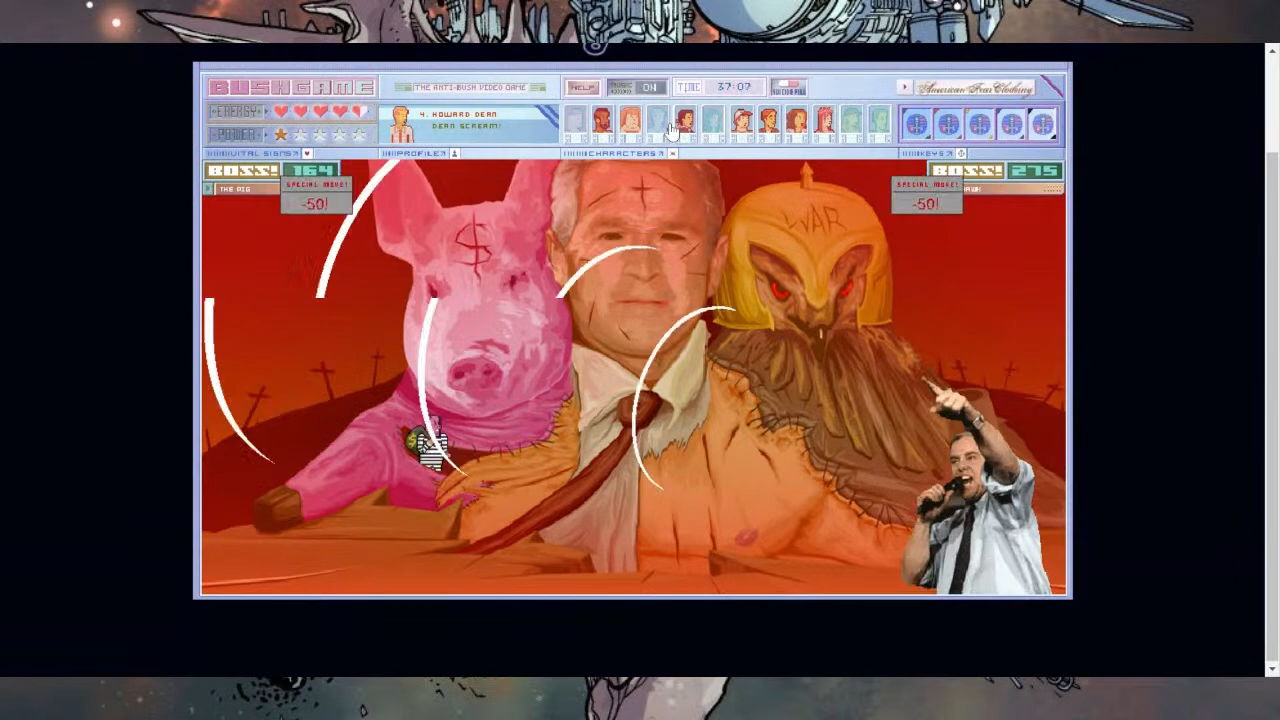 BUSHGAME
THE ANTI-BUSH VIDEO GAME
HELP
ON
TIME
37:07
American Fear Clothing
ENERGY
4. HOWARD DEAN
DEAN SCREAM!
POWER
VITAL SIGNS
PROFILE
CHARACTERS
KEYS
BOSS! 164
BOSS! 275
THE PIG
SPECIAL MOVE!
-50!
SPECIAL MOVE!
-50!
$
WAR